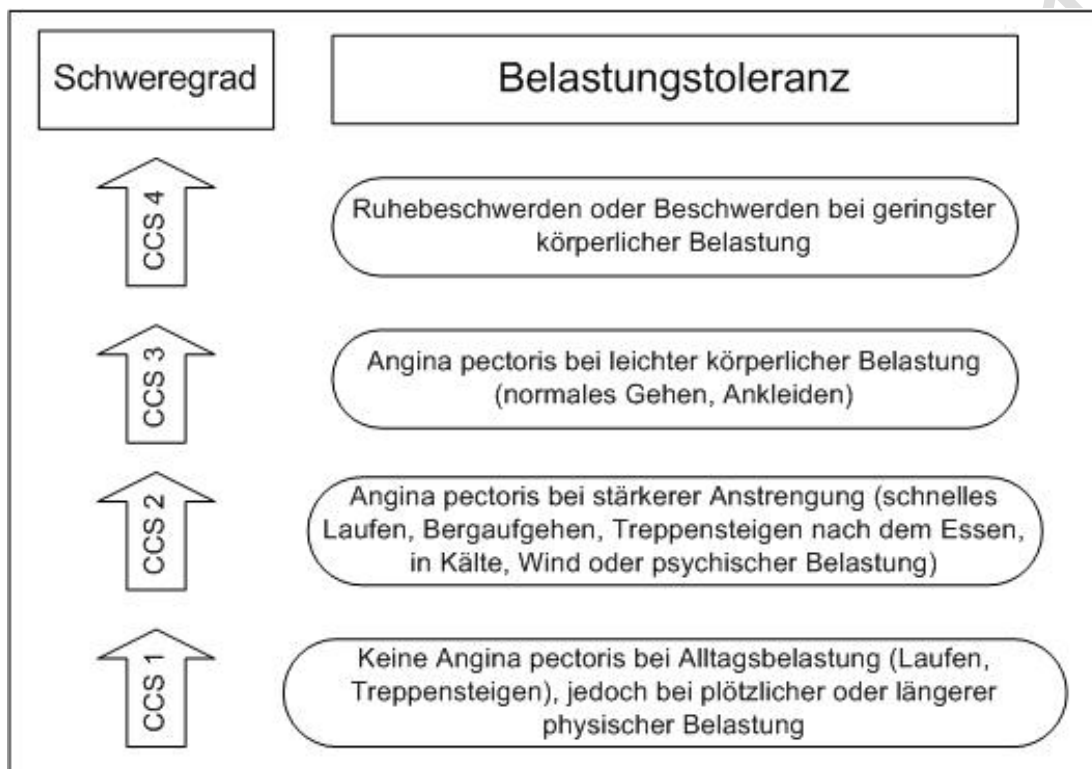 Schweregrad
Belastungstoleranz
CCS 4
Ruhebeschwerden oder Beschwerden bei geringster
körperlicher Belastung
CCS 3
Angina pectoris bei leichter körperlicher Belastung
(normales Gehen, Ankleiden)
CCS 2
Angina pectoris bei stärkerer Anstrengung (schnelles
Laufen, Bergaufgehen, Treppensteigen nach dem Essen,
in Kälte, Wind oder psychischer Belastung)
CCS 1
Keine Angina pectoris bei Alltagsbelastung (Laufen,
Treppensteigen), jedoch bei plötzlicher oder längerer
physischer Belastung